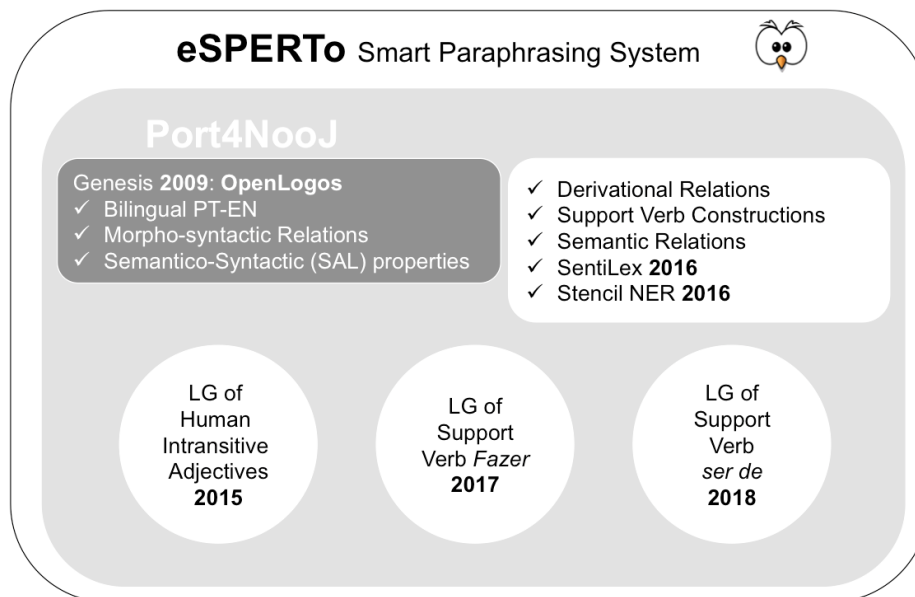 eSPERTo Smart Paraphrasing System
Port4NooJ
Genesis 2009: OpenLogos
✓ Bilingual PT-EN
✓ Morpho-syntactic Relations
✓ Semantico-Syntactic (SAL) properties
✓ Derivational Relations
✓ Support Verb Constructions
✓ Semantic Relations
✓ SentiLex 2016
✓ Stencil NER 2016
LG of
Human
Intransitive
Adjectives
2015
LG of
Support
Verb Fazer
2017
LG of
Support
Verb
ser de
2018